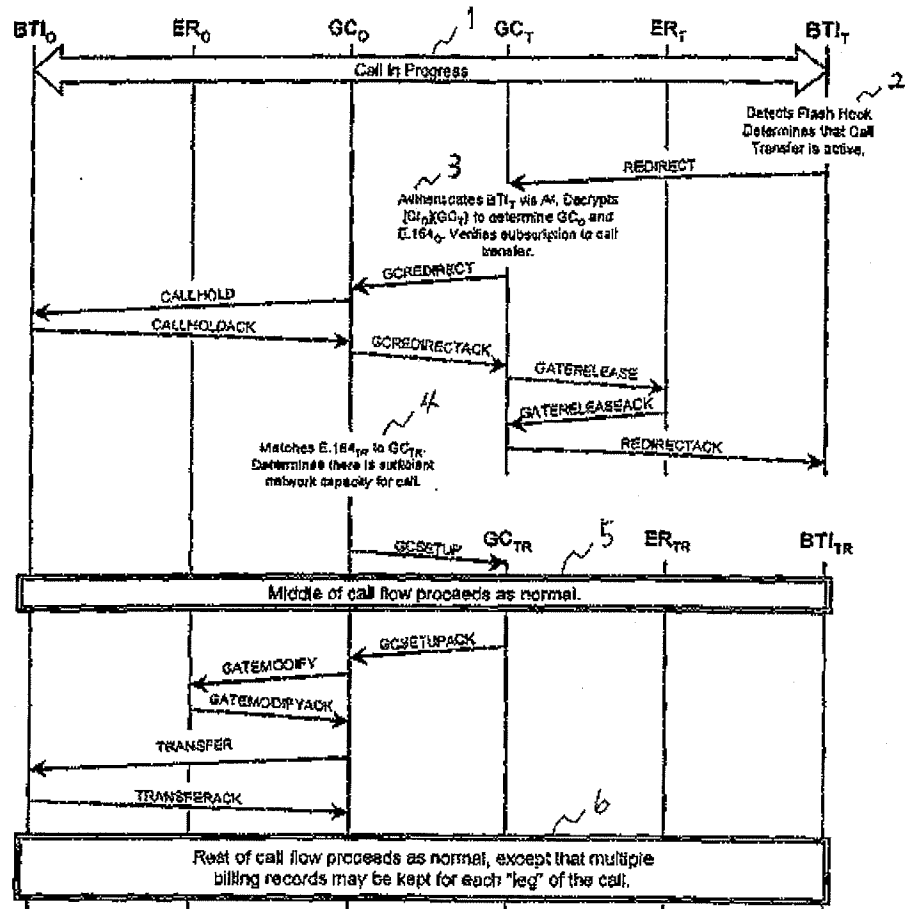 1
BTI_O ER_O GC_O GC_T ER_T BTI_T
Call in Progress
2
Detects Flash Hook
Determines that Call
Transfer is active.
REDIRECT
3
Authenticates BTI_T via A4. Decrypts
{CI_O}(GC_T) to determine GC_O and
E.164_O. Verifies subscription to call
transfer.
GCREDIRECT
CALLHOLD
CALLHOLDACK
GCREDIRECTACK
GATERELEASE
4
GATERELEASEACK
Matches E.164_TR to GC_TR.
Determines there is sufficient
network capacity for call.
REDIRECTACK
GCSETUP
GC_TR 5 ER_TR BTI_TR
Middle of call flow proceeds as normal.
GCSETUPACK
GATEMODIFY
GATEMODIFYACK
TRANSFER
TRANSFERACK
6
Rest of call flow proceeds as normal, except that multiple
billing records may be kept for each "leg" of the call.